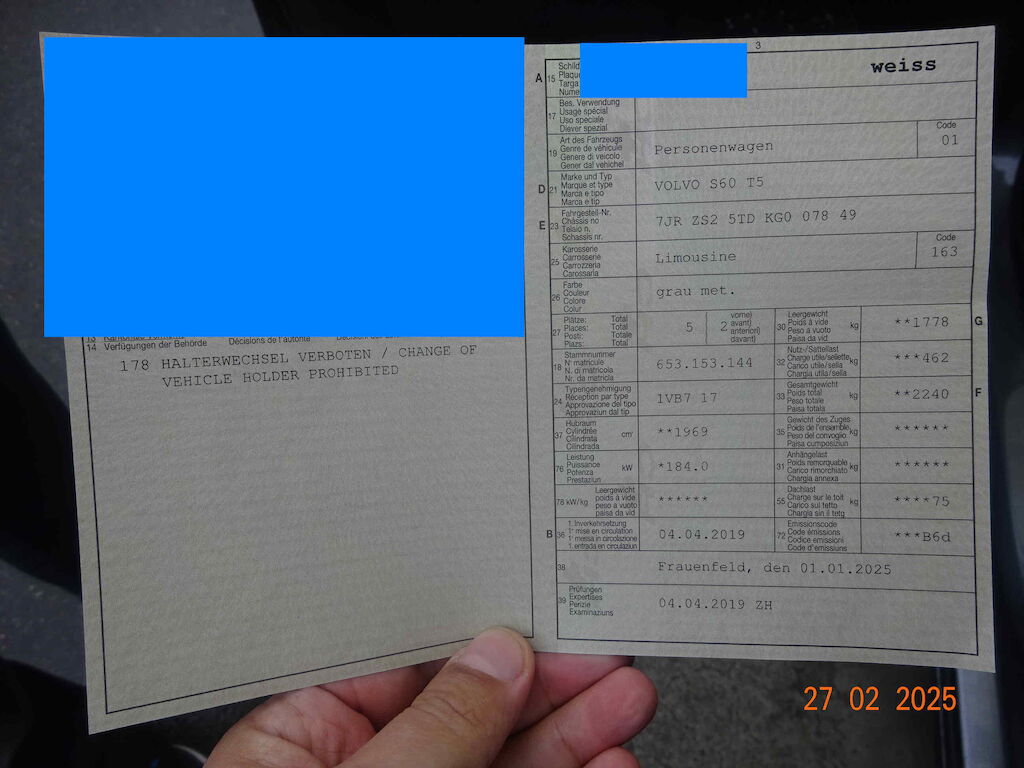 14 Verfügungen der Behörde Décisions de l'autorité
178 HALTERWECHSEL VERBOTEN / CHANGE OF
VEHICLE HOLDER PROHIBITED
3
A 15 weiss
17 Bes. Verwendung
Usage spécial
Uso speciale
Diever spezial
19 Art des Fahrzeugs
Genre de véhicule
Genere di veicolo
Gener dal vehichel
Personenwagen
Code
01
D 21 Marke und Typ
Marque et type
Marca e tipo
Marca e tip
VOLVO S60 T5
E 23 Fahrgestell-Nr.
Châssis no
Telaio n.
Schassis nr.
7JR ZS2 5TD KG0 078 49
25 Karosserie
Carrosserie
Carrozzeria
Carossaria
Limousine
Code
163
26 Farbe
Couleur
Colore
Colur
grau met.
27 Plätze: Total
Places: Total
Posti: Totale
Plazs: Total
5 2
vorne)
avant)
anteriori)
davant)
30 Leergewicht
Poids à vide
Peso a vuoto
Paisa da vid
kg
**1778 G
18 Stammnummer
N° matricule
N. di matricola
Nr. da matricla
653.153.144
32 Nutz-/Sattellast
Charge utile/sellette
Carico utile/sella
Chargia utila/sella
kg
***462
24 Typengenehmigung
Réception par type
Approvazione del tipo
Approvaziun dal tip
1VB7 17
33 Gesamtgewicht
Poids total
Peso totale
Paisa totala
kg
**2240 F
37 Hubraum
Cylindrée
Cilindrata
Cilindrada
cm³
**1969
35 Gewicht des Zuges
Poids de l'ensemble
Peso del convoglio
Paisa cumposiziun
kg
******
76 Leistung
Puissance
Potenza
Prestaziun
kW
*184.0
31 Anhängelast
Poids remorquable
Carico rimorchiato
Chargia annexa
kg
******
78 kW/kg Leergewicht
poids à vide
peso a vuoto
paisa da vid
******
55 Dachlast
Charge sur le toit
Carico sul tetto
Chargia sin il tetg
kg
****75
B 36 1. Inverkehrsetzung
1re mise en circulation
1a messa in circolazione
1. entrada en circulaziun
04.04.2019
72 Emissionscode
Code émissions
Codice emissioni
Code d'emissiuns
***B6d
38 Frauenfeld, den 01.01.2025
39 Prüfungen
Expertises
Perizie
Examinaziuns
04.04.2019 ZH
27 02 2025